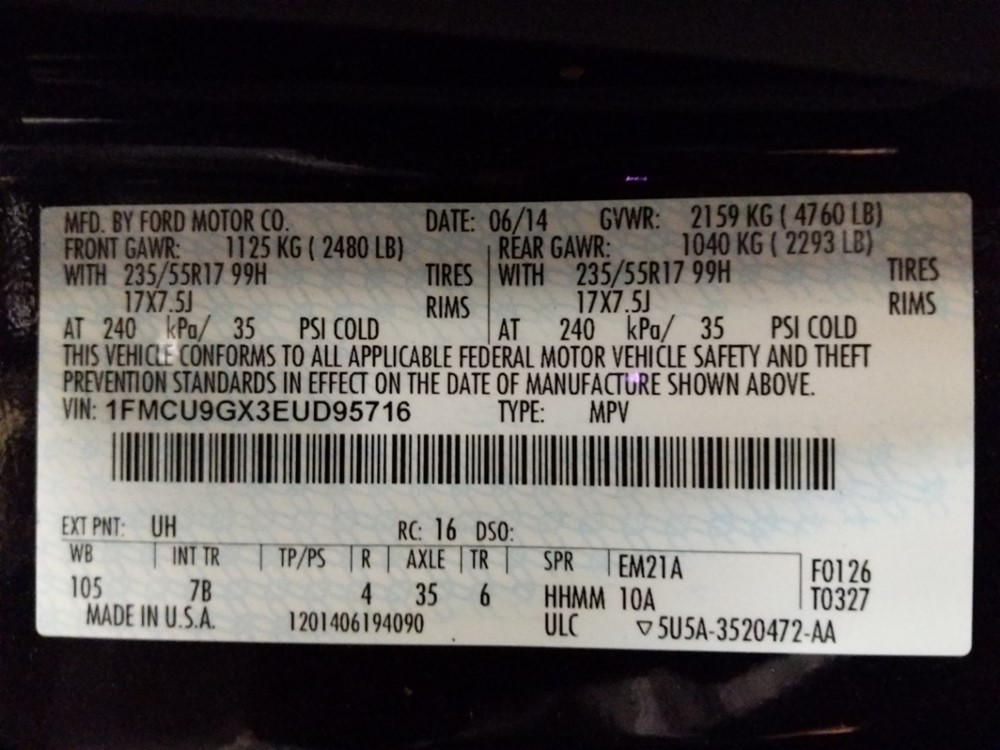 MFD. BY FORD MOTOR CO. DATE: 06/14 GVWR: 2159 KG ( 4760 LB)
FRONT GAWR: 1125 KG ( 2480 LB) REAR GAWR: 1040 KG ( 2293 LB)
WITH 235/55R17 99H TIRES WITH 235/55R17 99H TIRES
17X7.5J RIMS 17X7.5J RIMS
AT 240 kPa/ 35 PSI COLD AT 240 kPa/ 35 PSI COLD
THIS VEHICLE CONFORMS TO ALL APPLICABLE FEDERAL MOTOR VEHICLE SAFETY AND THEFT
PREVENTION STANDARDS IN EFFECT ON THE DATE OF MANUFACTURE SHOWN ABOVE.
VIN: 1FMCU9GX3EUD95716 TYPE: MPV
EXT PNT: UH RC: 16 DSO:
WB INT TR TP/PS R AXLE TR SPR EM21A F0126
105 7B 4 35 6 HHMM 10A T0327
MADE IN U.S.A. 1201406194090 ULC ▽5U5A-3520472-AA